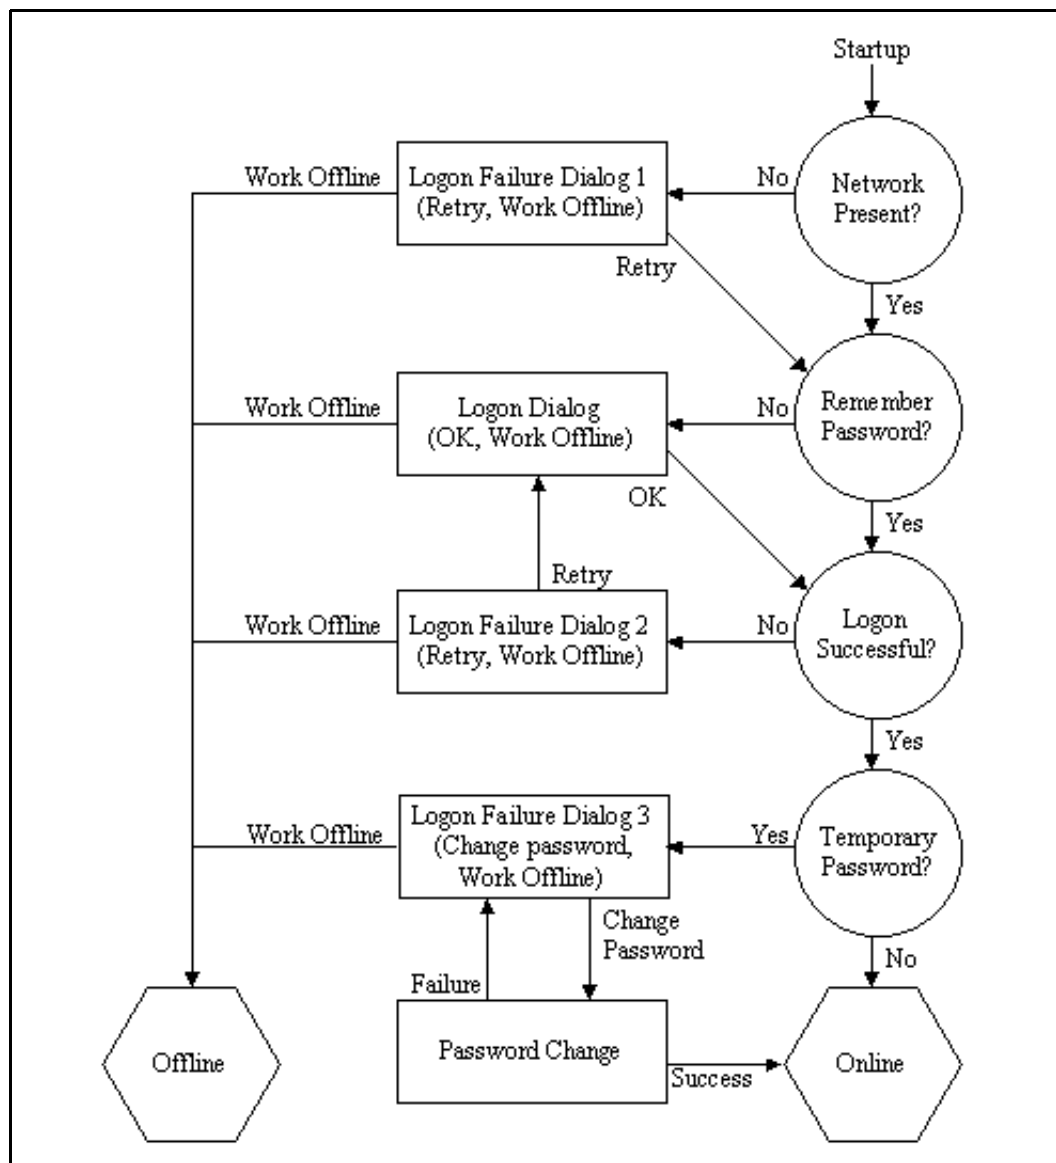 Startup
Network
Present?
No
Logon Failure Dialog 1
(Retry, Work Offline)
Work Offline
Retry
Yes
Remember
Password?
No
Logon Dialog
(OK, Work Offline)
Work Offline
OK
Yes
Logon
Successful?
No
Retry
Logon Failure Dialog 2
(Retry, Work Offline)
Work Offline
Yes
Temporary
Password?
Yes
Logon Failure Dialog 3
(Change password,
Work Offline)
Work Offline
Change
Password
Failure
No
Offline
Password Change
Success
Online